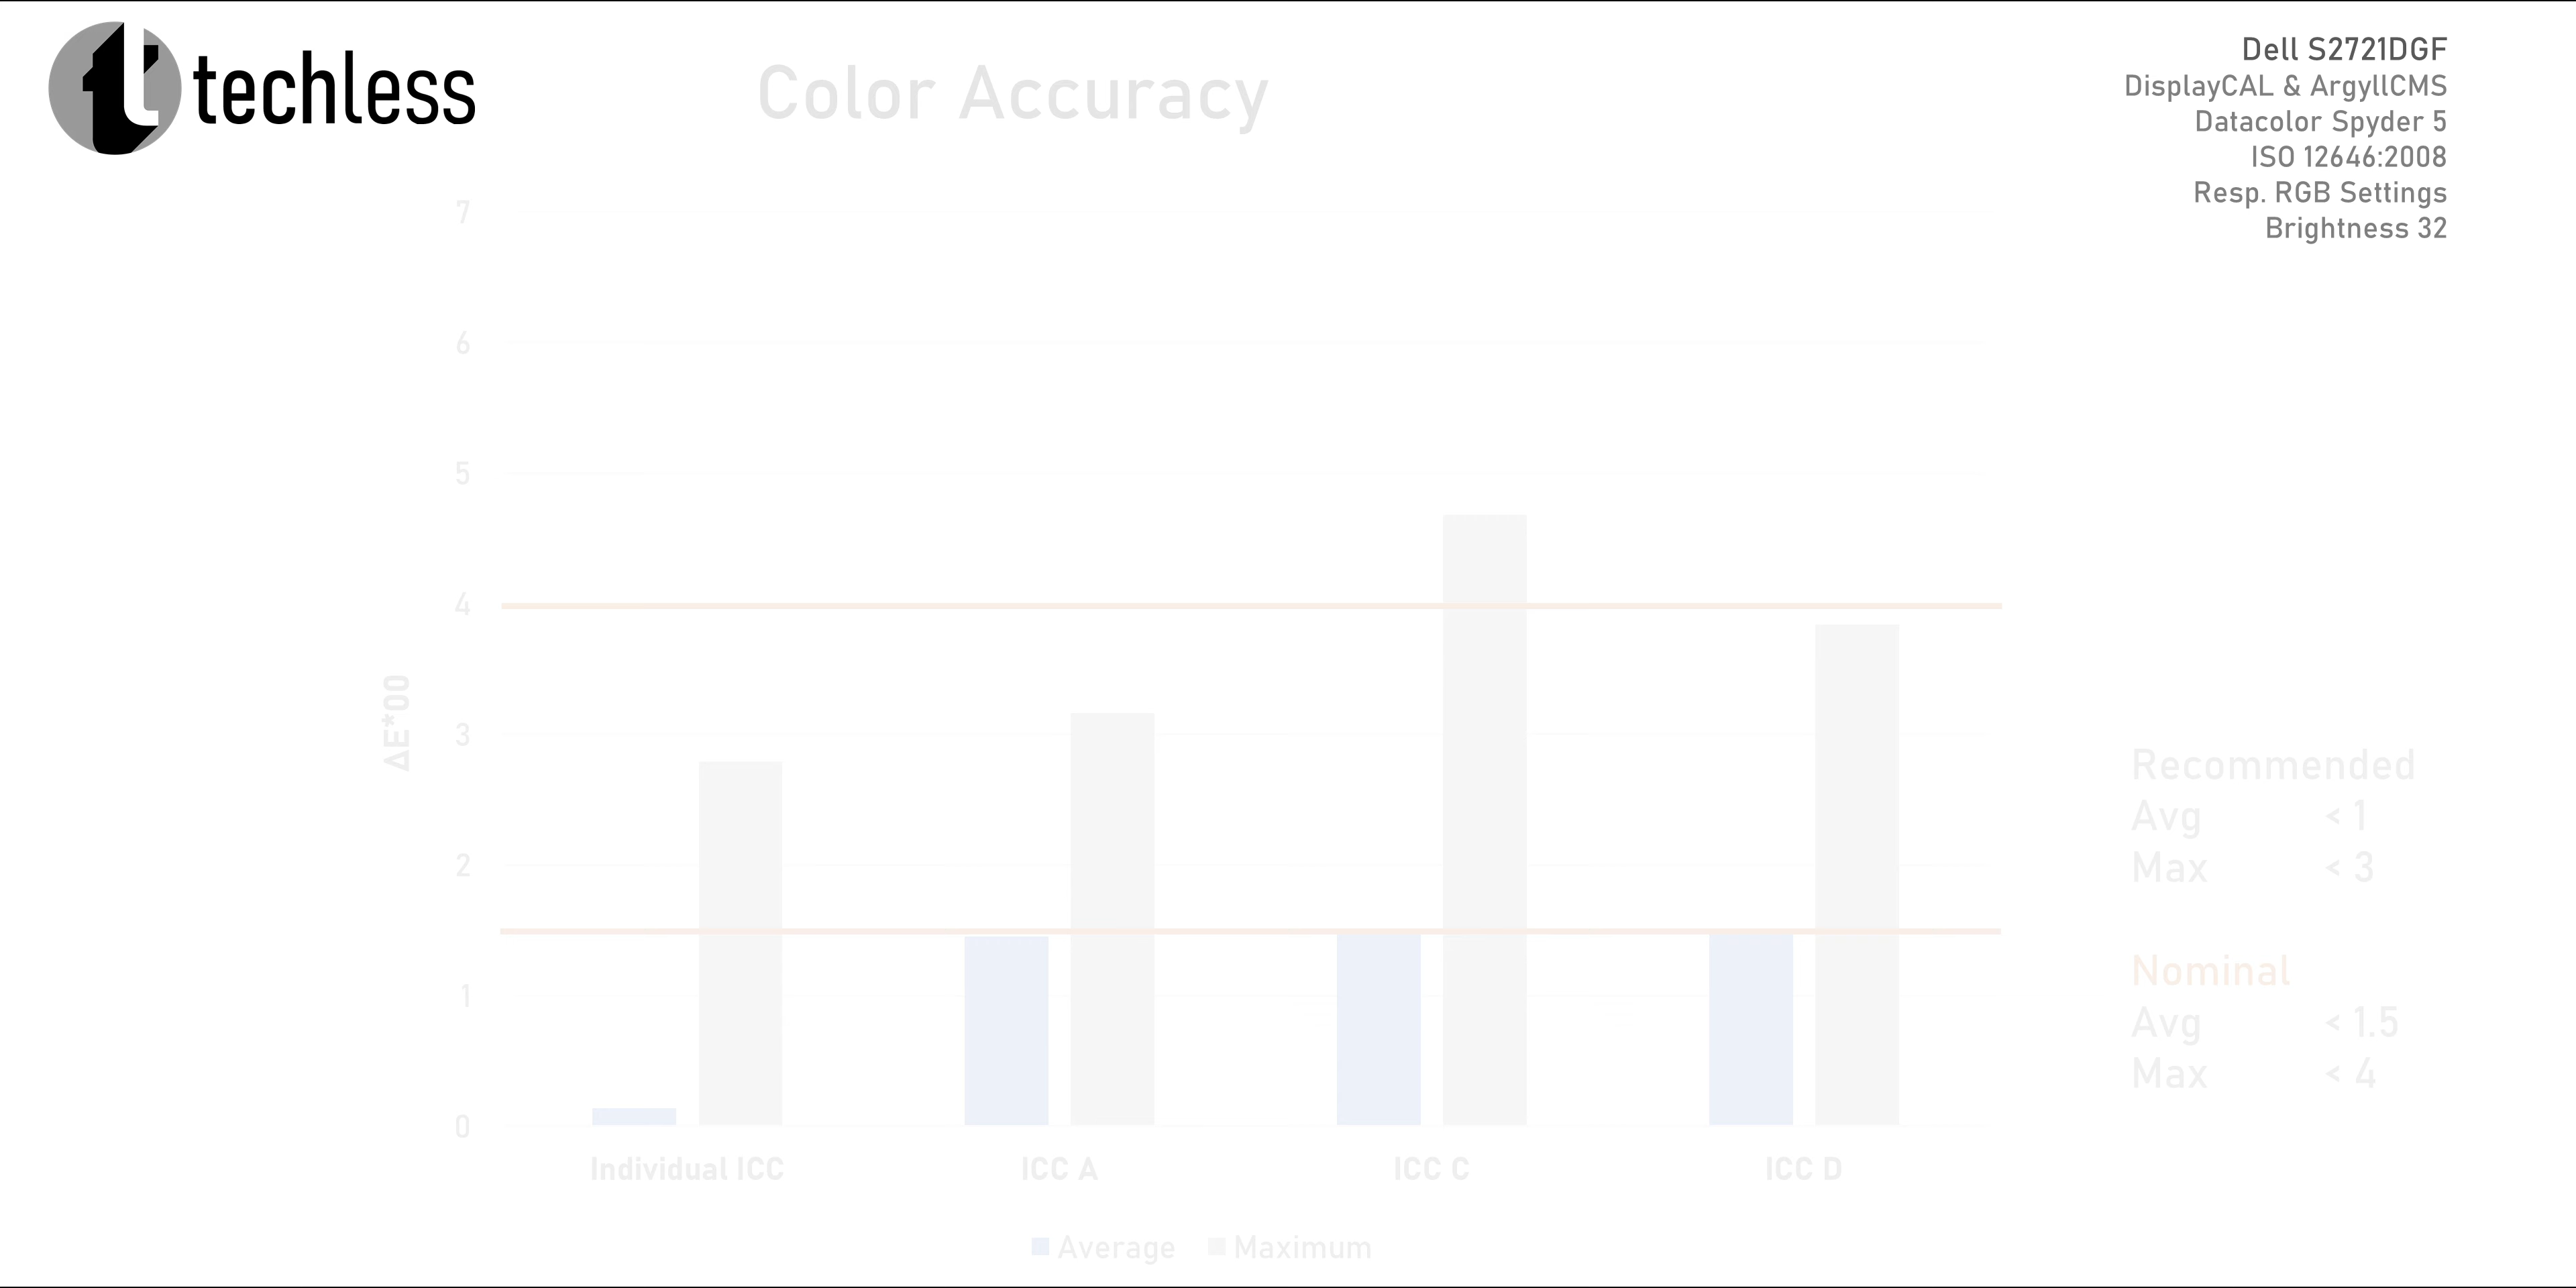 techless
Color Accuracy
Dell S2721DGF
DisplayCAL & ArgyllCMS
Datacolor Spyder 5
ISO 12646:2008
Resp. RGB Settings
Brightness 32
7
6
5
4
3
2
1
0
ΔE*00
Individual ICC
ICC A
ICC C
ICC D
Average
Maximum
Recommended
Avg < 1
Max < 3
Nominal
Avg < 1.5
Max < 4